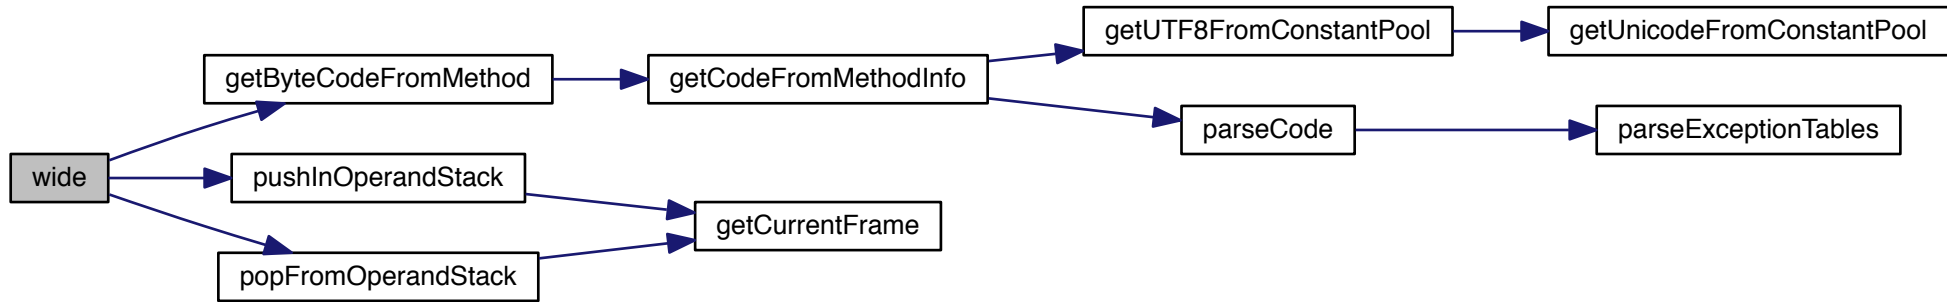 wide
getByteCodeFromMethod
pushInOperandStack
popFromOperandStack
getCodeFromMethodInfo
getCurrentFrame
getUTF8FromConstantPool
parseCode
getUnicodeFromConstantPool
parseExceptionTables